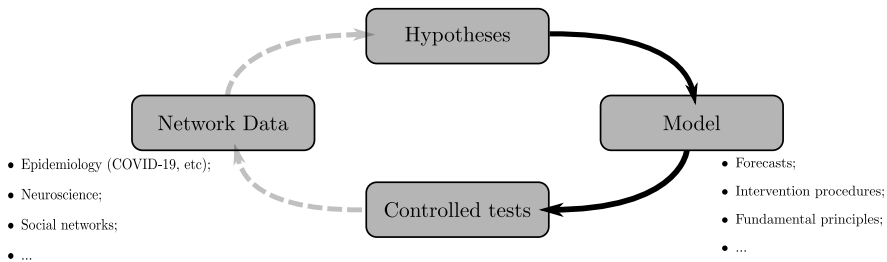 Hypotheses
Network Data
Model
• Epidemiology (COVID-19, etc);
• Neuroscience;
• Social networks;
• ...
Controlled tests
• Forecasts;
• Intervention procedures;
• Fundamental principles;
• ...